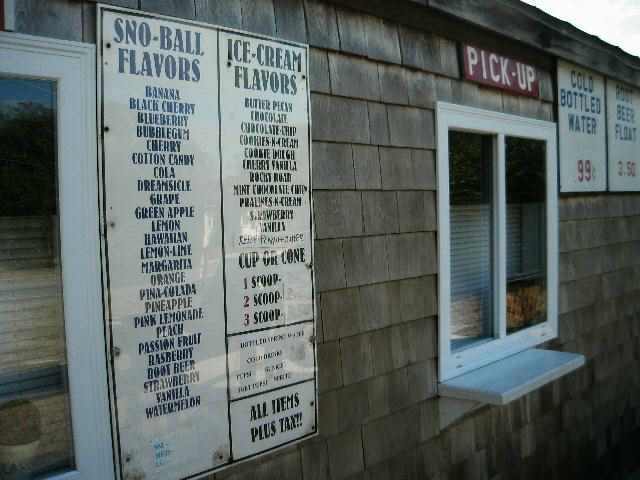 SNO-BALL
FLAVORS
BANANA
BLACK CHERRY
BLUEBERRY
BUBBLEGUM
CHERRY
COTTON CANDY
COLA
DREAMSICLE
GRAPE
GREEN APPLE
LEMON
HAWAIIAN
LEMON-LIME
MARGARITA
ORANGE
PINA-COLADA
PINEAPPLE
PINK LEMONADE
PEACH
PASSION FRUIT
RASBERRY
ROOT BEER
STRAWBERRY
VANILLA
WATERMELON
ICE-CREAM
FLAVORS
BUTTER PECAN
CHOCOLATE
CHOCOLATE-CHIP
COOKIES-N-CREAM
COOKIE DOUGH
VANILLA
ROCKY ROAD
MINT CHOCOLATE CHIP
PRALINES-N-CREAM
STRAWBERRY
VANILLA
CUP OR CONE
1 SCOOP-
2 SCOOP-
3 SCOOP-
BOTTLED
COLD DRINKS
ALL ITEMS
PLUS TAX!!
PICK-UP
COLD
BOTTLED
WATER
99¢
BEER
FLOAT
3.50